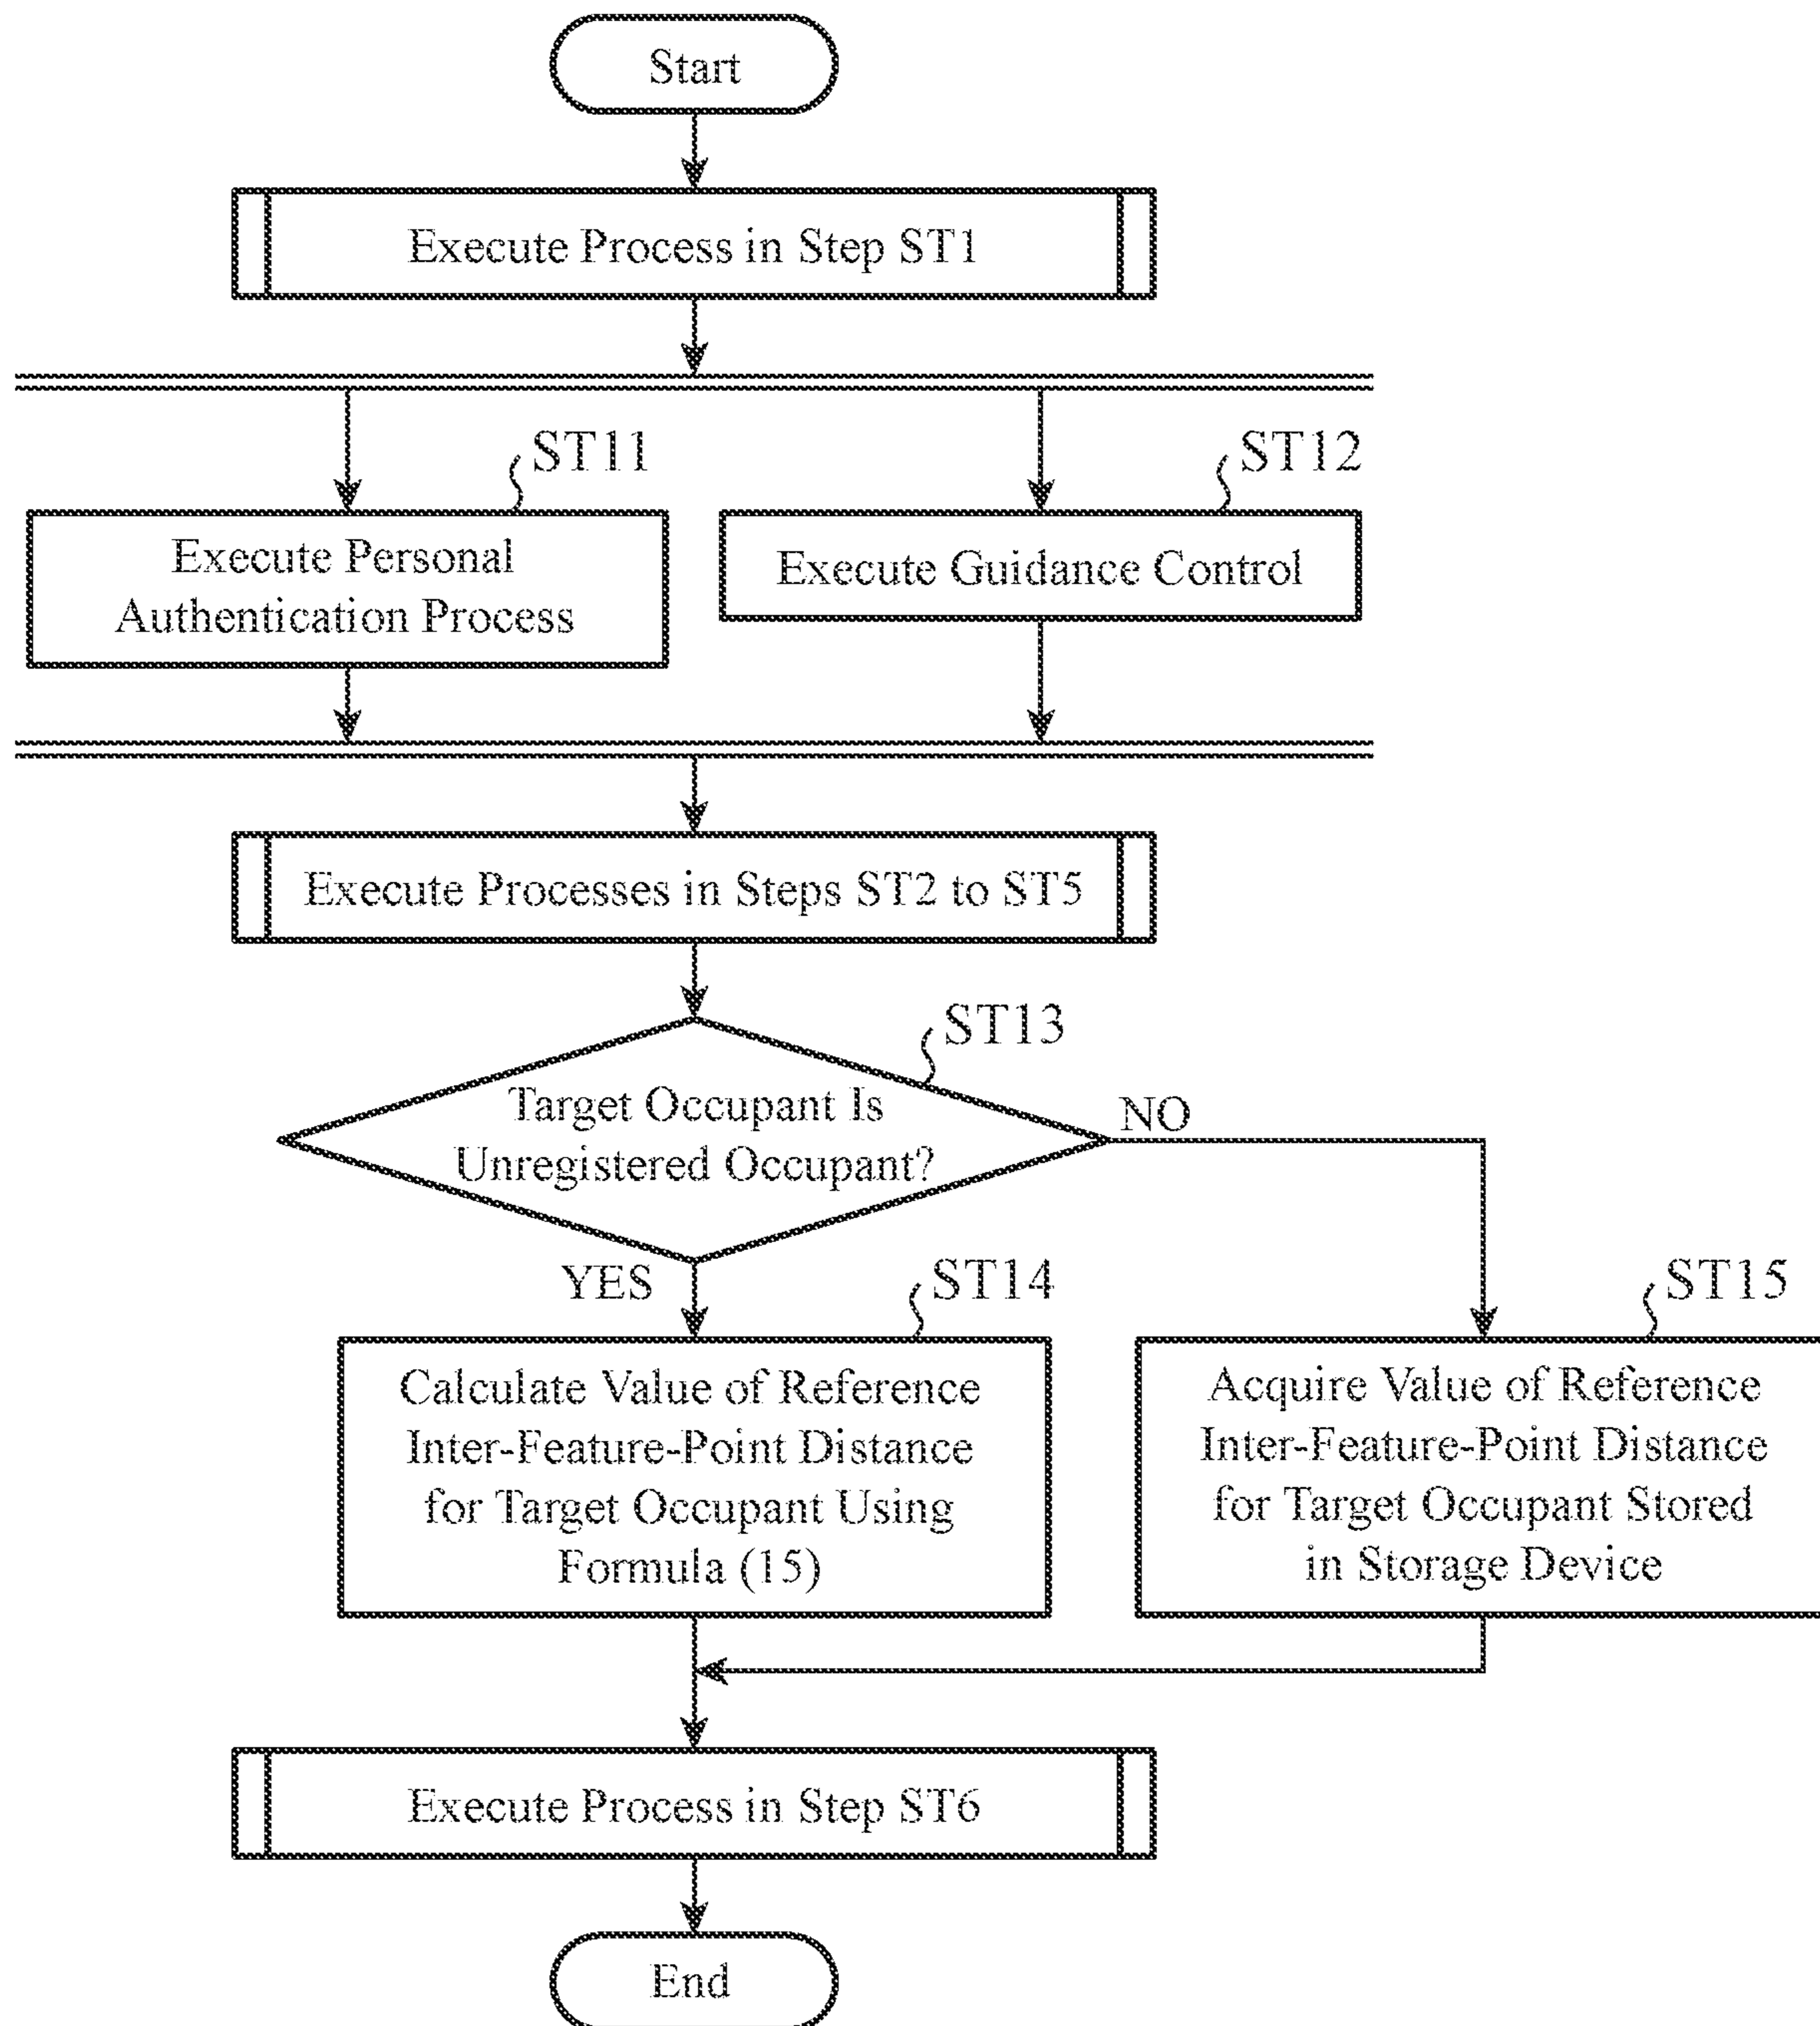 Start
Execute Process in Step ST1
ST11
ST12
Execute Personal
Authentication Process
Execute Guidance Control
Execute Processes in Steps ST2 to ST5
ST13
Target Occupant Is
Unregistered Occupant?
NO
YES
ST14
ST15
Calculate Value of Reference
Inter-Feature-Point Distance
for Target Occupant Using
Formula (15)
Acquire Value of Reference
Inter-Feature-Point Distance
for Target Occupant Stored
in Storage Device
Execute Process in Step ST6
End